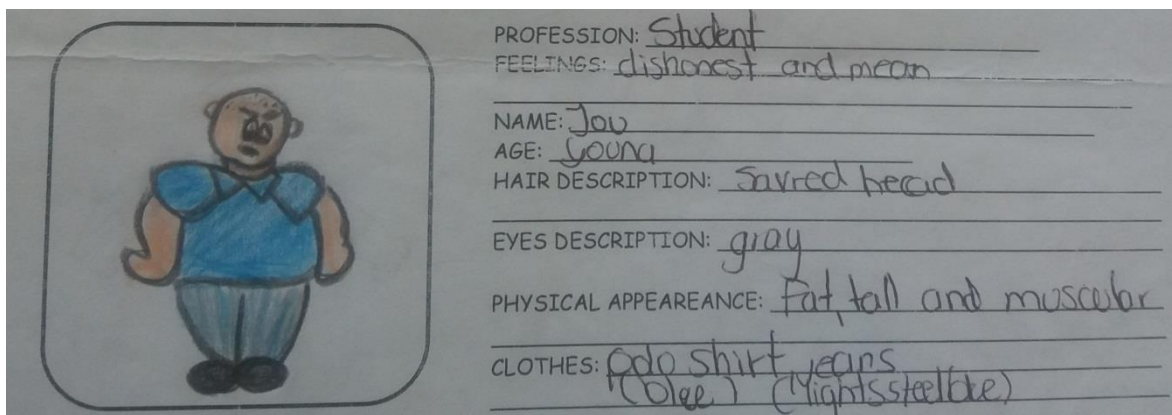 PROFESSION: Student
FEELINGS: dishonest and mean
NAME: Jou
AGE: young
HAIR DESCRIPTION: Savred head
EYES DESCRIPTION: gray
PHYSICAL APPEAREANCE: Fat, tall and muscular
CLOTHES: polo shirt, yeans